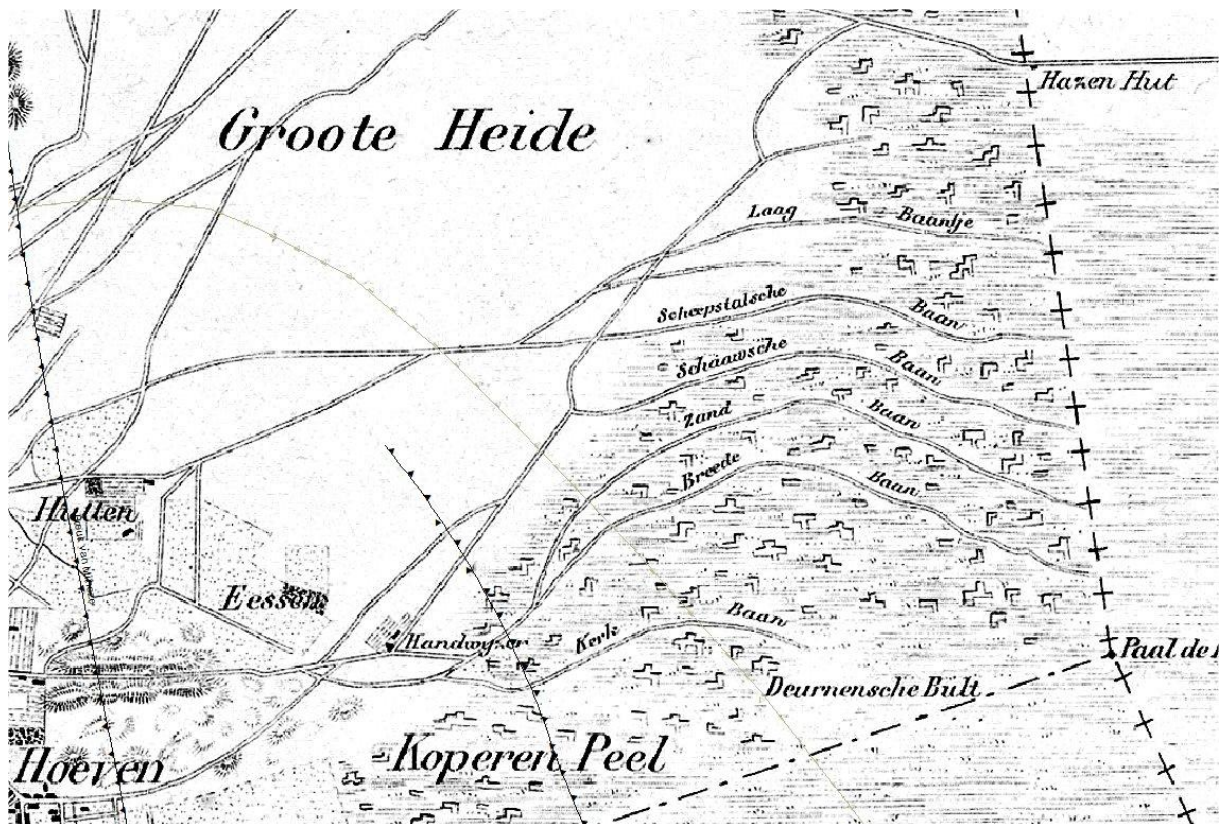 Hazen Hut
Groote Heide
Laag Baantje
Scheepstalsche Baan
Schaawsche Baan
Zand Baan
Breede Baan
Hutten
Eessen
Handwyzer
Kerk Baan
Paal de
Deurnensche Bult
Koperen Peel
Hoeven